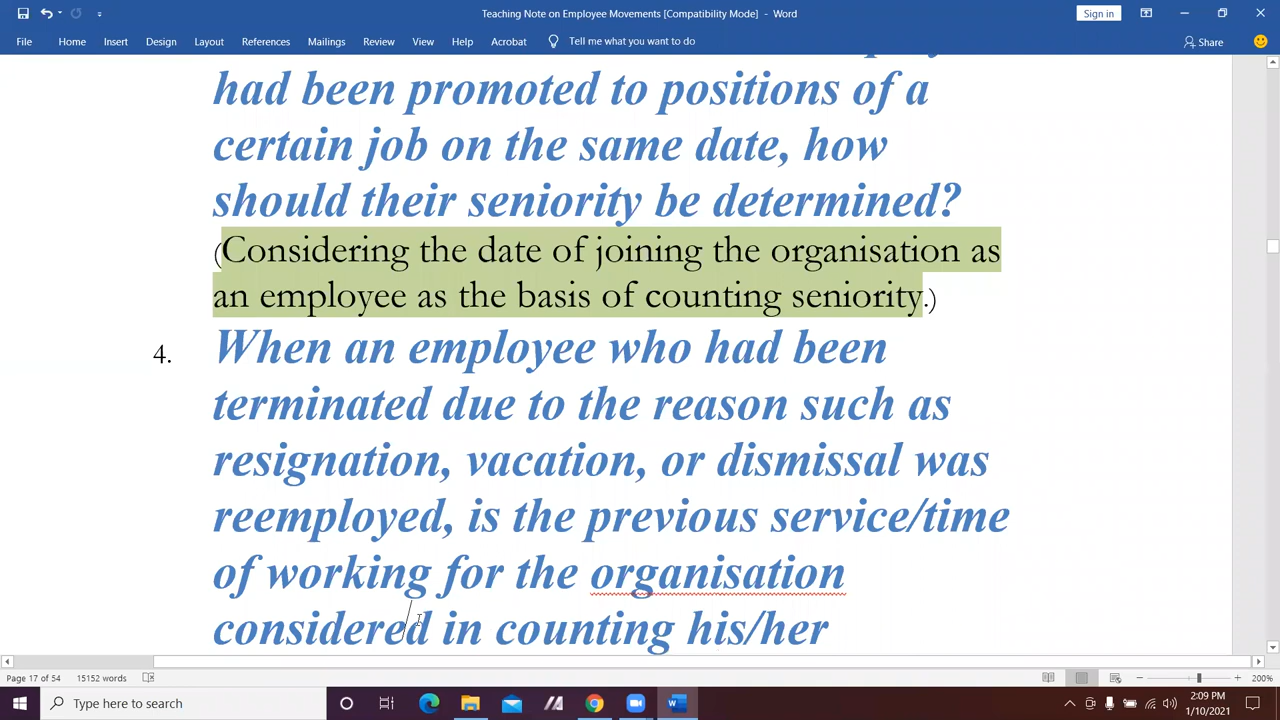 Teaching Note on Employee Movements [Compatibility Mode] - Word
Sign in
File Home Insert Design Layout References Mailings Review View Help Acrobat Tell me what you want to do Share
had been promoted to positions of a
certain job on the same date, how
should their seniority be determined?
(Considering the date of joining the organisation as
an employee as the basis of counting seniority.)
4. When an employee who had been
terminated due to the reason such as
resignation, vacation, or dismissal was
reemployed, is the previous service/time
of working for the organisation
considered in counting his/her
Page 17 of 54 15152 words 200%
Type here to search
2:09 PM
1/10/2021